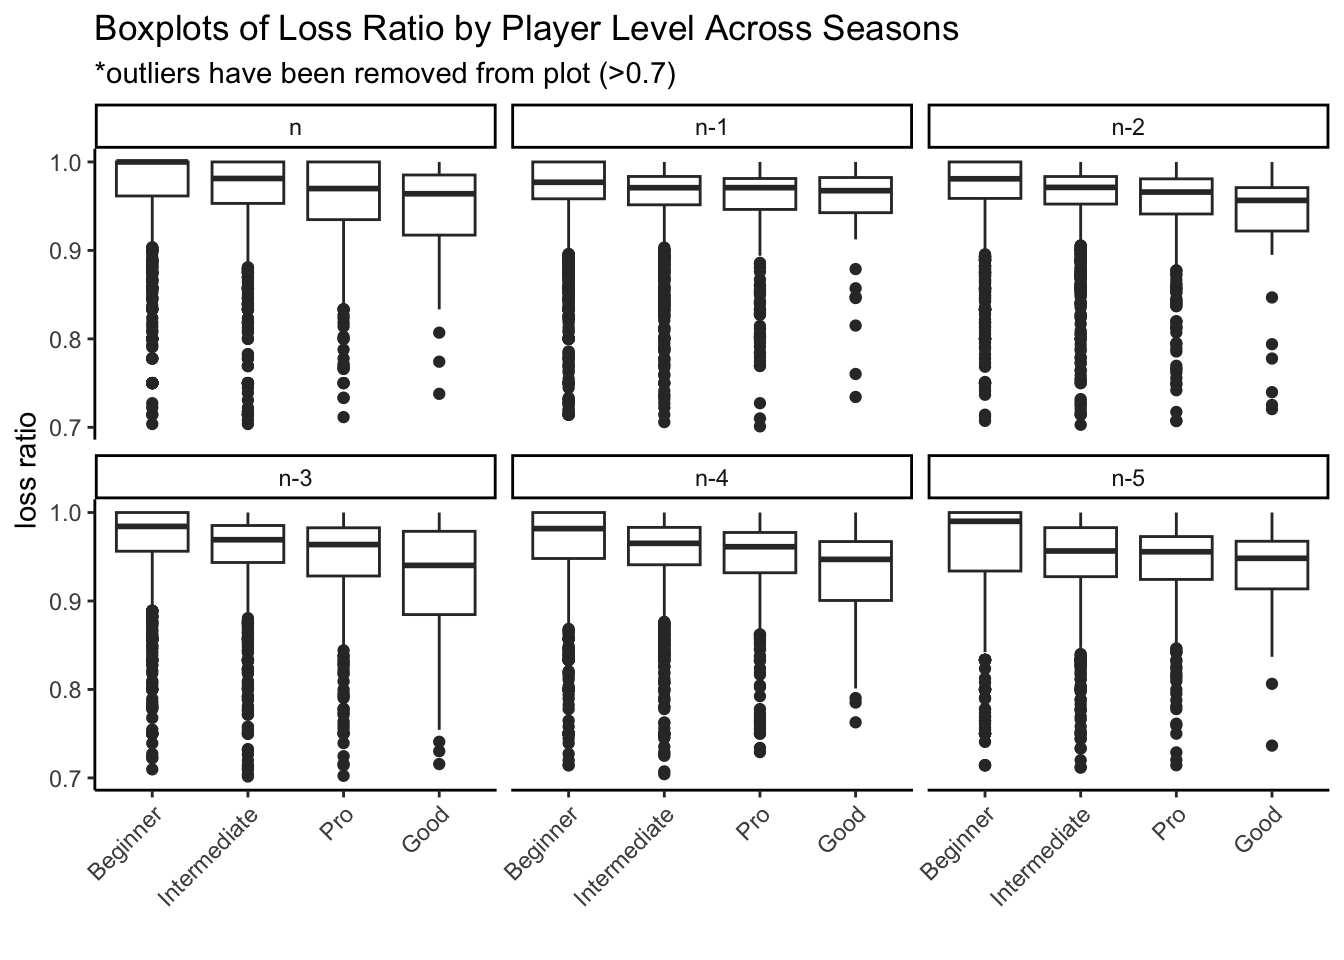 Boxplots of Loss Ratio by Player Level Across Seasons
*outliers have been removed from plot (>0.7)
n
n-1
n-2
1.0
0.9
0.8
0.7
loss ratio
n-3
n-4
n-5
1.0
0.9
0.8
0.7
Beginner
Intermediate
Pro
Good
Beginner
Intermediate
Pro
Good
Beginner
Intermediate
Pro
Good